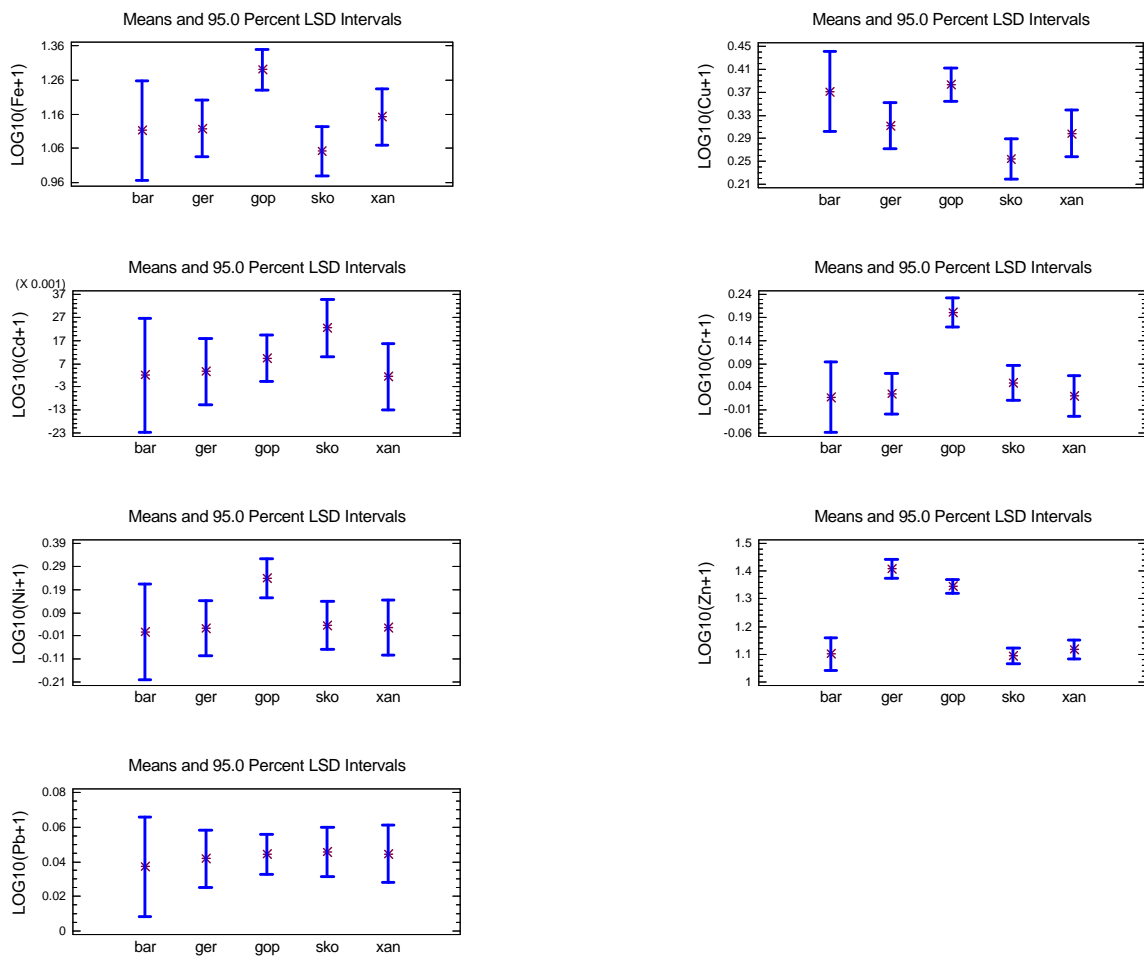 Means and 95.0 Percent LSD Intervals
LOG10(Fe+1)
1.36
1.26
1.16
1.06
0.96
bar ger gop sko xan
Means and 95.0 Percent LSD Intervals
LOG10(Cu+1)
0.45
0.41
0.37
0.33
0.29
0.25
0.21
bar ger gop sko xan
Means and 95.0 Percent LSD Intervals
(X 0.001)
LOG10(Cd+1)
37
27
17
7
-3
-13
-23
bar ger gop sko xan
Means and 95.0 Percent LSD Intervals
LOG10(Cr+1)
0.24
0.19
0.14
0.09
0.04
-0.01
-0.06
bar ger gop sko xan
Means and 95.0 Percent LSD Intervals
LOG10(Ni+1)
0.39
0.29
0.19
0.09
-0.01
-0.11
-0.21
bar ger gop sko xan
Means and 95.0 Percent LSD Intervals
LOG10(Zn+1)
1.5
1.4
1.3
1.2
1.1
1
bar ger gop sko xan
Means and 95.0 Percent LSD Intervals
LOG10(Pb+1)
0.08
0.06
0.04
0.02
0
bar ger gop sko xan